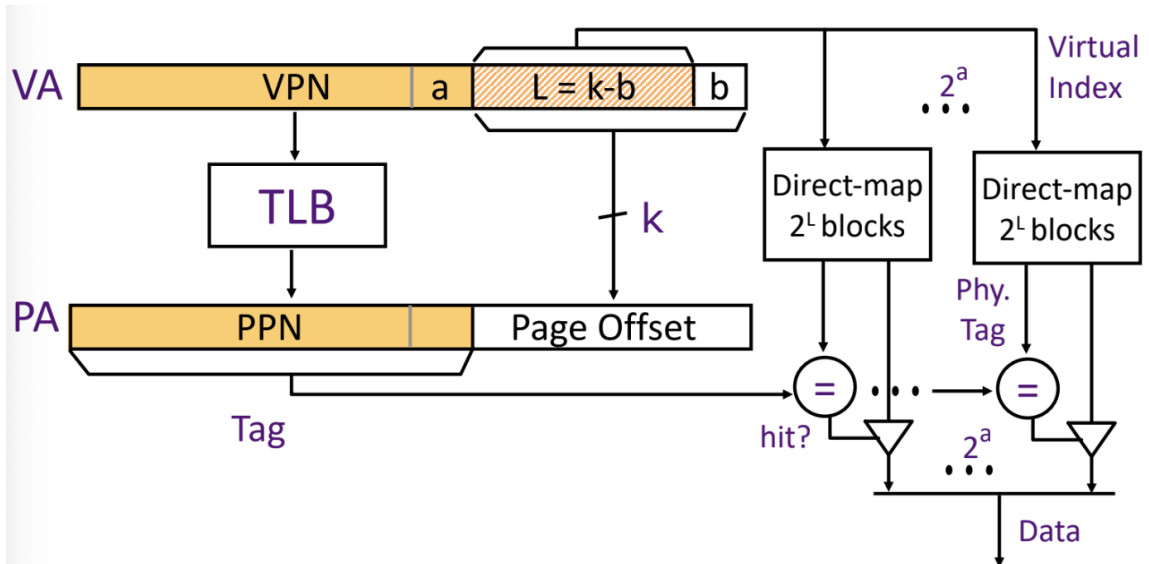 VA
VPN
a
L = k-b
b
Virtual
Index
2ᵃ
TLB
k
Direct-map
2ᴸ blocks
Direct-map
2ᴸ blocks
PA
PPN
Page Offset
Phy.
Tag
=
=
Tag
hit?
2ᵃ
Data